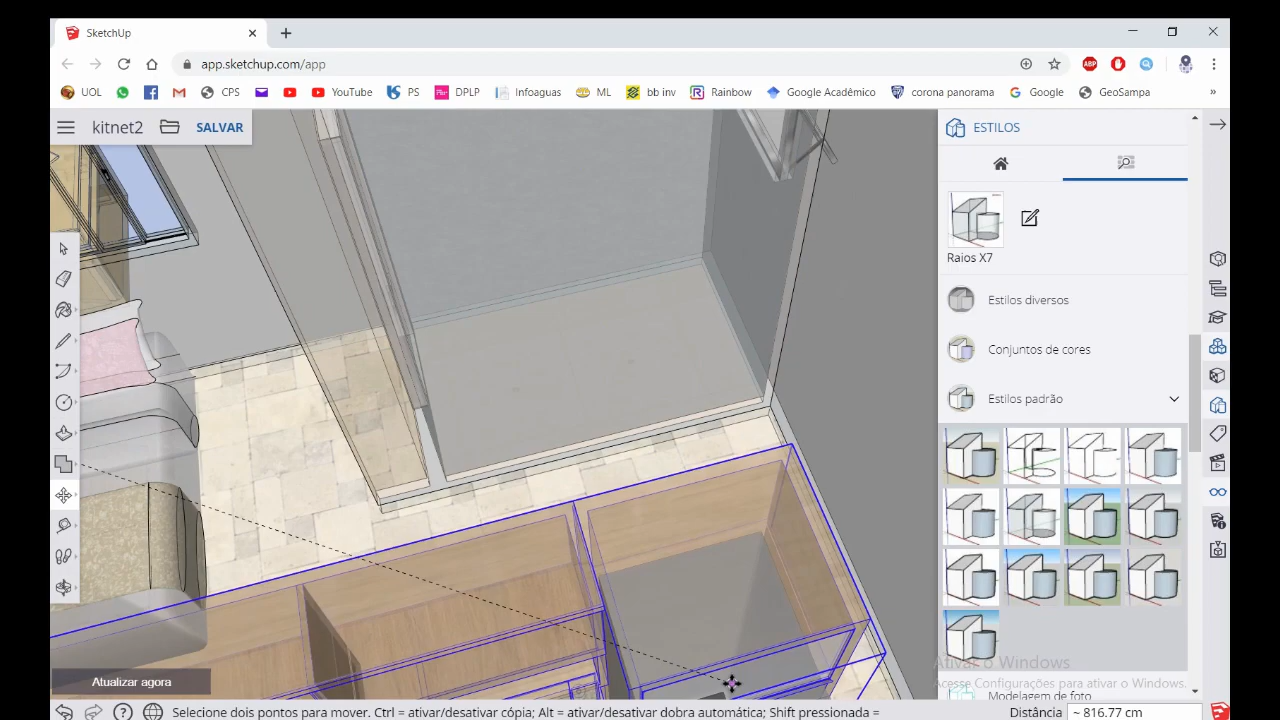 SketchUp
app.sketchup.com/app
ABP
UOL CPS YouTube PS DPLP Infoaguas ML bb inv Rainbow Google Acadêmico corona panorama Google GeoSampa »
kitnet2 SALVAR
ESTILOS
Raios X7
Estilos diversos
Conjuntos de cores
Estilos padrão
Ativar o Windows
Acesse Configurações para ativar o Windows.
Modelagem de foto
Atualizar agora
Selecione dois pontos para mover. Ctrl = ativar/desativar cópia; Alt = ativar/desativar dobra automática; Shift pressionada =
Distância ~ 816.77 cm